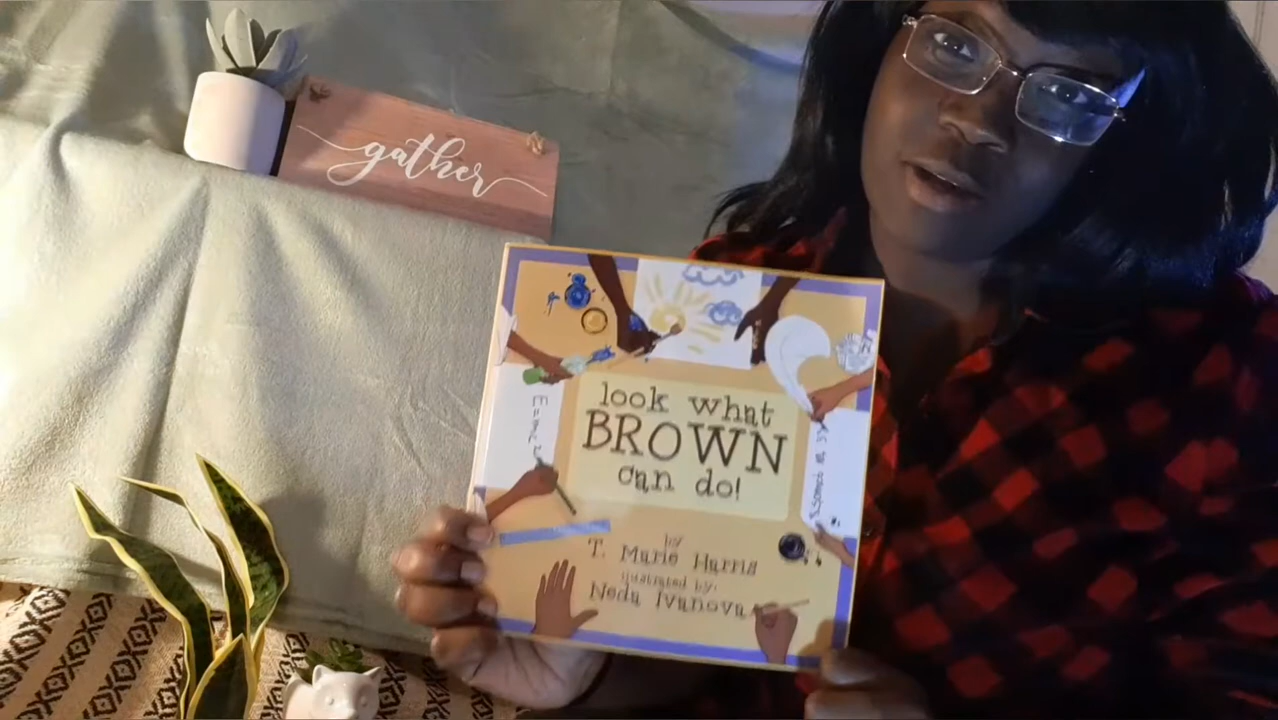 gather
look what
BROWN
can do!
by
T. Marie Harris
illustrated by:
Neda Ivanova